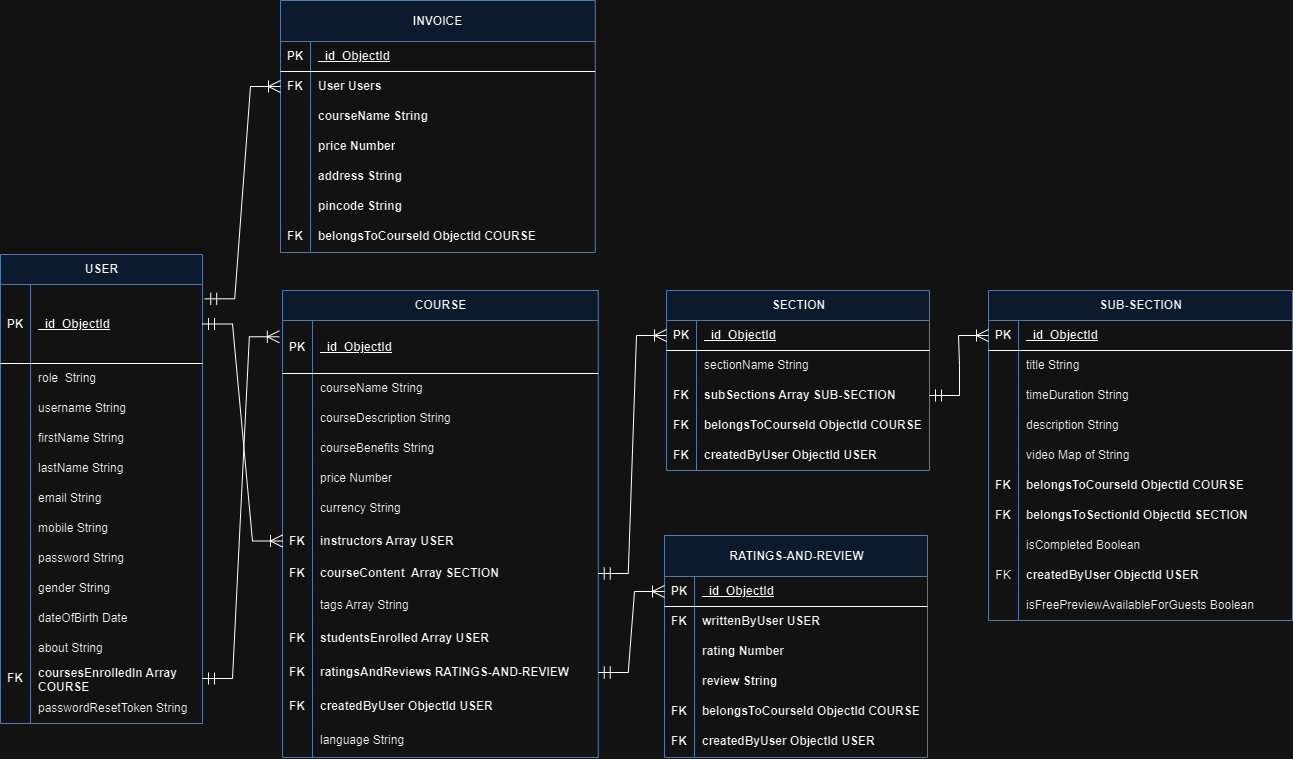 INVOICE
PK _id ObjectId
FK User Users
courseName String
price Number
address String
pincode String
FK belongsToCourseId ObjectId COURSE
USER
PK _id ObjectId
role String
username String
firstName String
lastName String
email String
mobile String
password String
gender String
dateOfBirth Date
about String
FK coursesEnrolledIn Array
COURSE
passwordResetToken String
COURSE
PK _id ObjectId
courseName String
courseDescription String
courseBenefits String
price Number
currency String
FK instructors Array USER
FK courseContent Array SECTION
tags Array String
FK studentsEnrolled Array USER
FK ratingsAndReviews RATINGS-AND-REVIEW
FK createdByUser ObjectId USER
language String
SECTION
PK _id ObjectId
sectionName String
FK subSections Array SUB-SECTION
FK belongsToCourseId ObjectId COURSE
FK createdByUser ObjectId USER
RATINGS-AND-REVIEW
PK _id ObjectId
FK writtenByUser USER
rating Number
review String
FK belongsToCourseId ObjectId COURSE
FK createdByUser ObjectId USER
SUB-SECTION
PK _id ObjectId
title String
timeDuration String
description String
video Map of String
FK belongsToCourseId ObjectId COURSE
FK belongsToSectionId ObjectId SECTION
isCompleted Boolean
FK createdByUser ObjectId USER
isFreePreviewAvailableForGuests Boolean